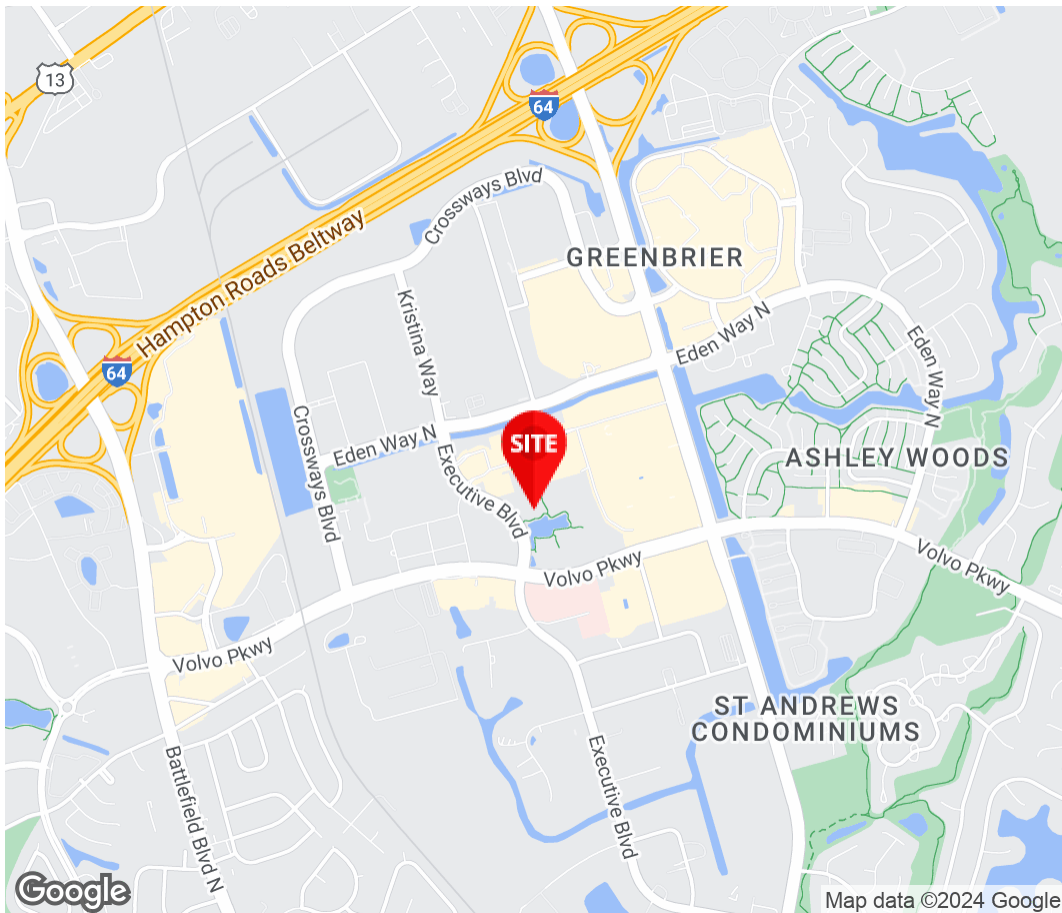 13
64
Crossways Blvd
Hampton Roads Beltway
GREENBRIER
Kristina Way
Eden Way N
64
Eden Way N
Crossways Blvd
Eden Way N
SITE
ASHLEY WOODS
Executive Blvd
Volvo Pkwy
Volvo Pkwy
Volvo Pkwy
ST ANDREWS
CONDOMINIUMS
Battlefield Blvd N
Executive Blvd
Google
Map data ©2024 Google